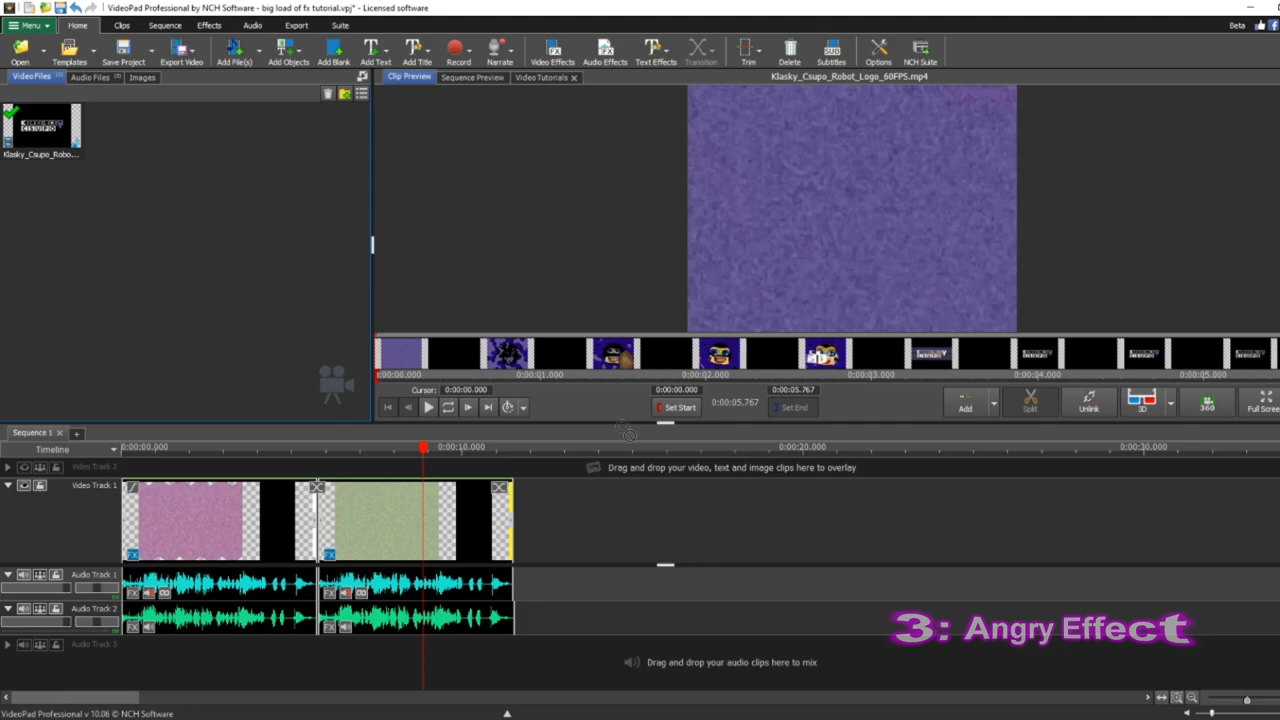 VideoPad Professional by NCH Software - big load of fx tutorial.vpj* - Licensed software
Menu Home Clips Sequence Effects Audio Export Suite Beta
Open Templates Save Project Export Video Add File(s) Add Objects Add Blank Add Text Add Title Record Narrate Video Effects Audio Effects Text Effects Transition Trim Delete Subtitles Options NCH Suite
Video Files Audio Files Images Clip Preview Sequence Preview Video Tutorials Klasky_Csupo_Robot_Logo_60FPS.mp4
Klasky_Csupo_Robo...
0:00:00.000 0:00:01.000 0:00:02.000 0:00:03.000 0:00:04.000 0:00:05.000
Cursor: 0:00:00.000 0:00:00.000 0:00:05.767
Set Start 0:00:05.767 Set End Add Split Unlink 3D 360 Full Screen
Sequence 1
Timeline 0:00:00.000 0:00:10.000 0:00:20.000 0:00:30.000
Video Track 2 Drag and drop your video, text and image clips here to overlay
Video Track 1
FX FX
Audio Track 1
FX FX
Audio Track 2
FX FX
3: Angry Effect
Audio Track 3
Drag and drop your audio clips here to mix
VideoPad Professional v 10.06 © NCH Software